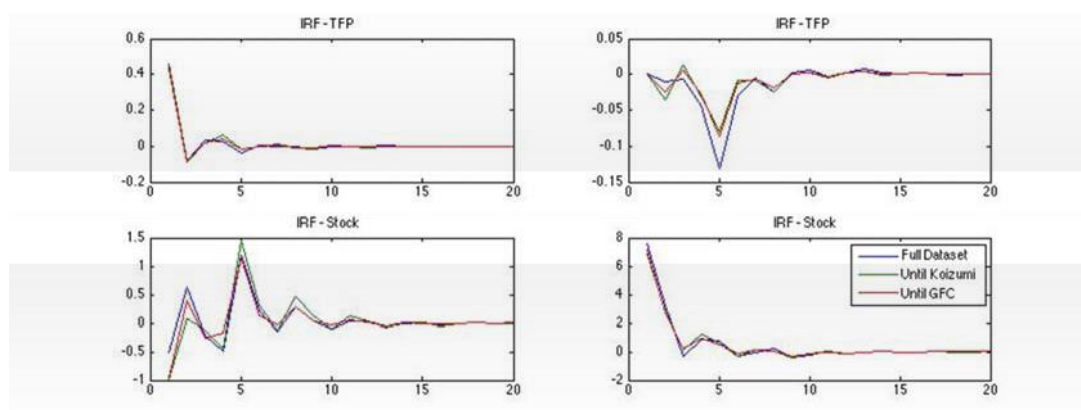 IRF - TFP
0.6
0.4
0.2
0
-0.2
0 5 10 15 20
IRF - TFP
0.05
0
-0.05
-0.1
-0.15
0 5 10 15 20
IRF - Stock
1.5
1
0.5
0
-0.5
-1
0 5 10 15 20
IRF - Stock
8
6
4
2
0
-2
0 5 10 15 20
Full Dataset
Until Koizumi
Until GFC